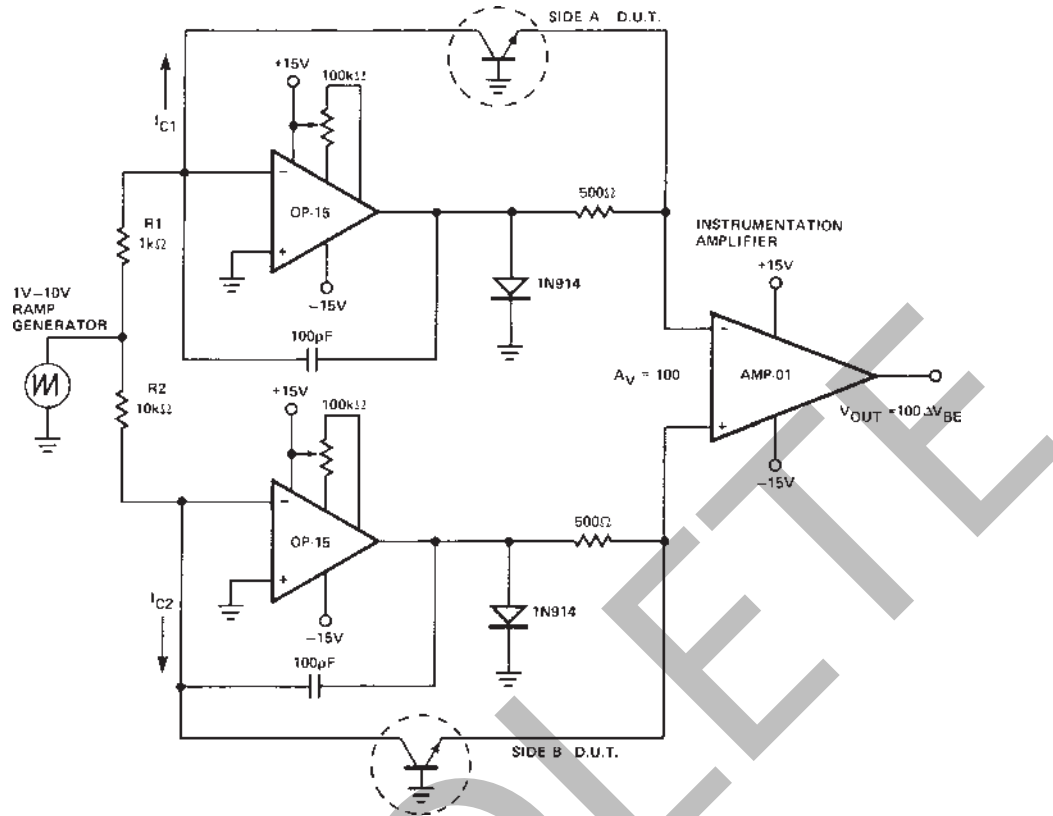 SIDE A D.U.T.
+15V
100kΩ
IC1
−
OP-15
+
−15V
R1
1kΩ
500Ω
1N914
100pF
1V–10V
RAMP
GENERATOR
R2
10kΩ
INSTRUMENTATION
AMPLIFIER
+15V
−
AV = 100
AMP-01
+
−15V
VOUT = 100 ΔVBE
+15V
100kΩ
−
OP-15
+
−15V
500Ω
1N914
IC2
100pF
SIDE B D.U.T.
OLETE